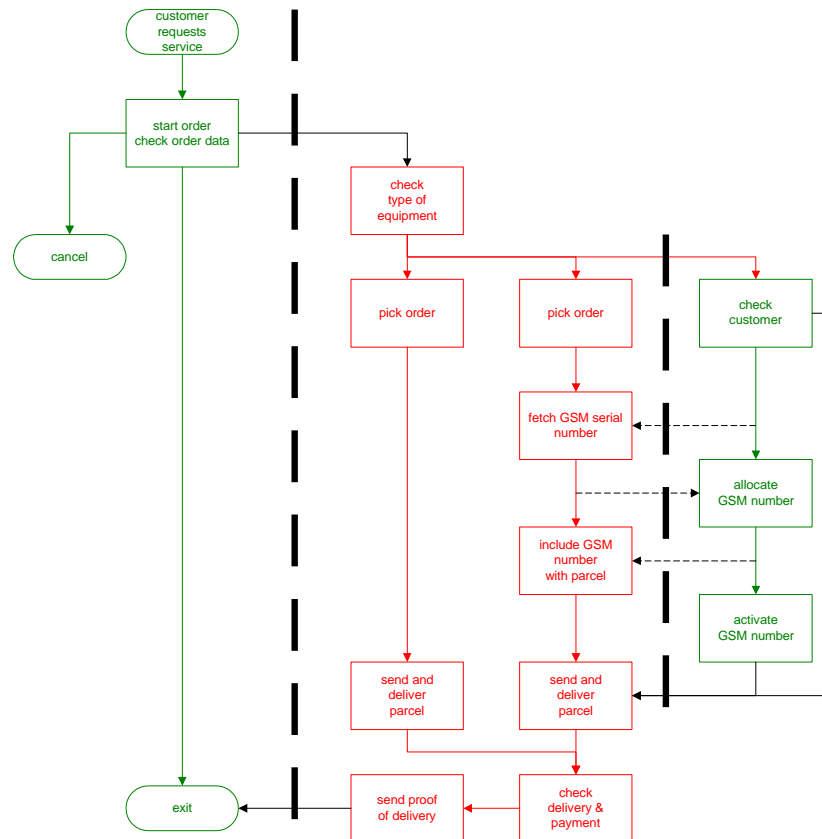 customer
requests
service
start order
check order data
check
type of
equipment
cancel
pick order
pick order
check
customer
fetch GSM serial
number
allocate
GSM number
include GSM
number
with parcel
activate
GSM number
send and
deliver
parcel
send and
deliver
parcel
exit
send proof
of delivery
check
delivery &
payment